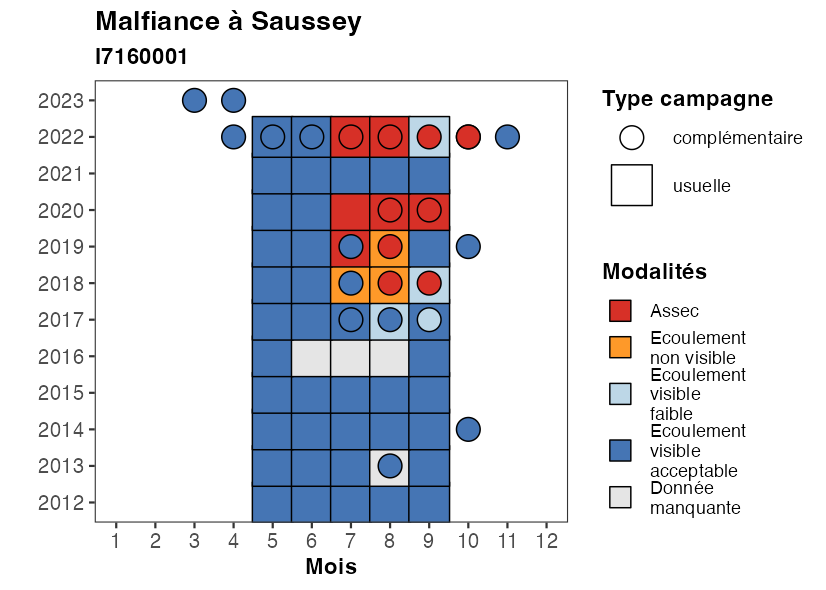 Malfiance à Saussey
I7160001
2023
2022
2021
2020
2019
2018
2017
2016
2015
2014
2013
2012
1 2 3 4 5 6 7 8 9 10 11 12
Mois
Type campagne
complémentaire
usuelle
Modalités
Assec
Ecoulement
non visible
Ecoulement
visible
faible
Ecoulement
visible
acceptable
Donnée
manquante